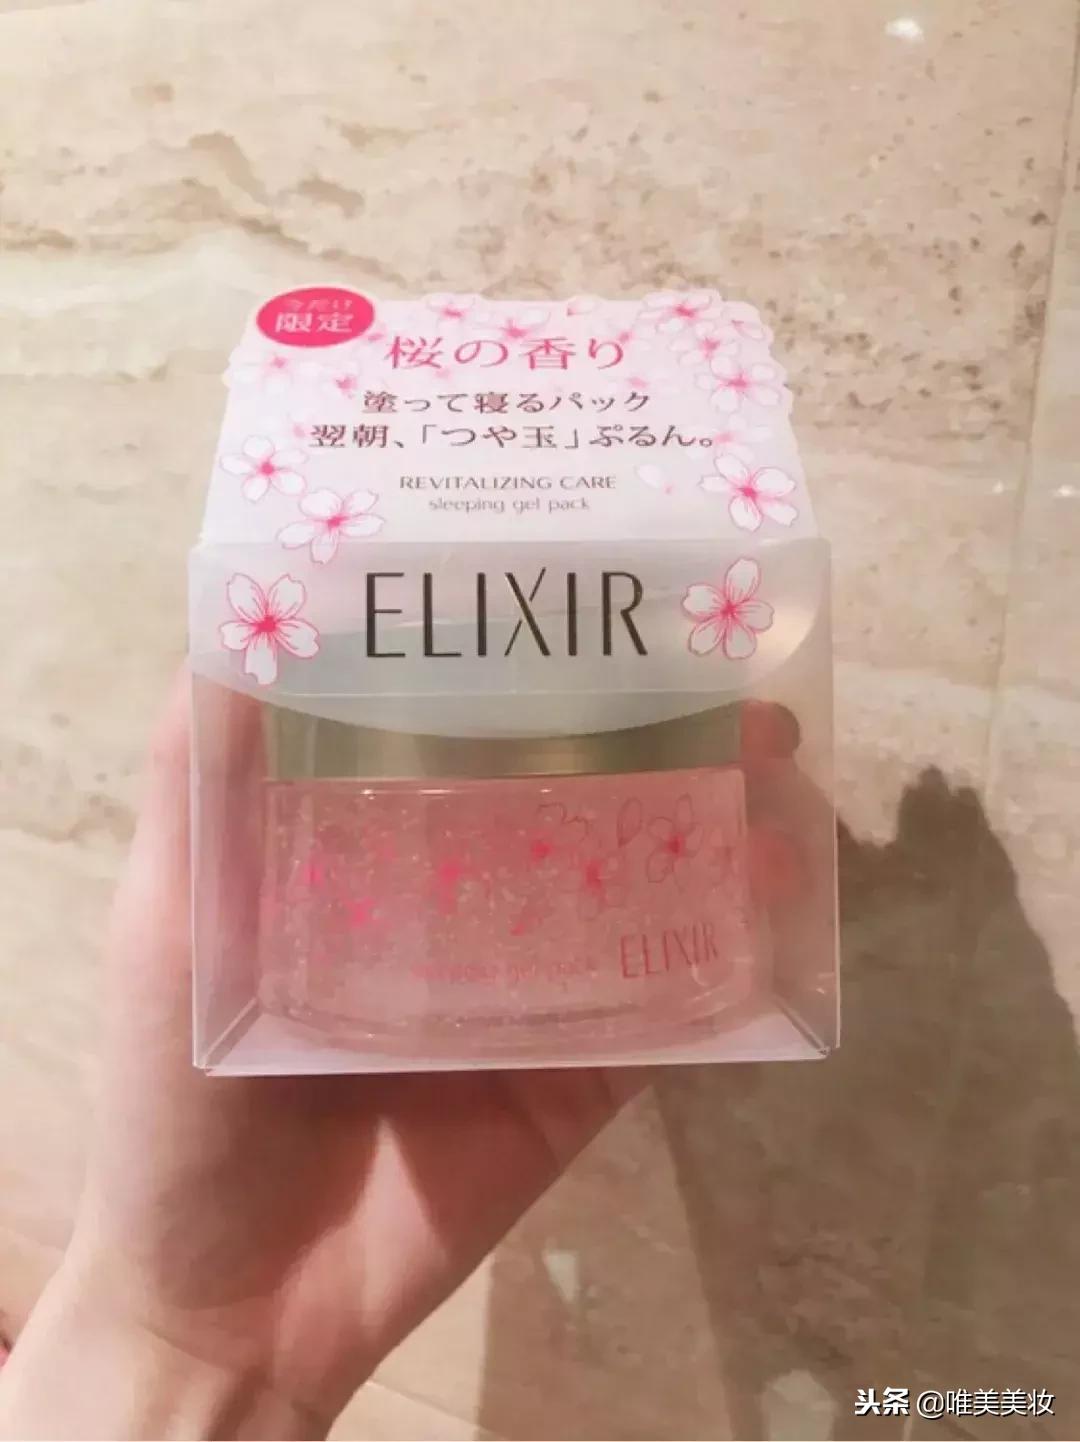 今だけ
限定
桜の香り
塗って寝るパック
翌朝、「つや玉」ぷるん。
REVITALIZING CARE
sleeping gel pack
ELIXIR
gel pack
ELIXIR
头条 @唯美美妆